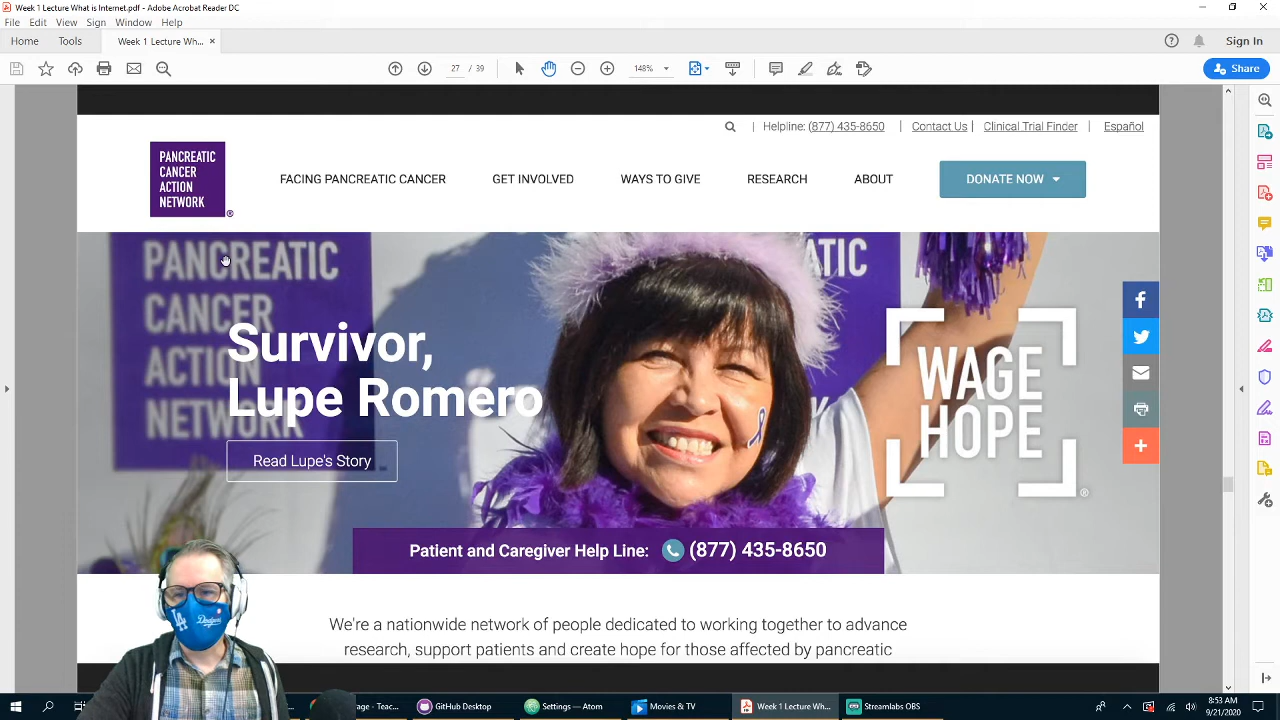 Week 1 Lecture What is Internet.pdf - Adobe Acrobat Reader DC
File Edit View Sign Window Help
Home Tools Week 1 Lecture Wh... × Sign In
27 / 39 148% Share
Helpline: (877) 435-8650 | Contact Us | Clinical Trial Finder | Español
PANCREATIC
CANCER
ACTION
NETWORK®
FACING PANCREATIC CANCER GET INVOLVED WAYS TO GIVE RESEARCH ABOUT DONATE NOW
PANCREATIC
CANCER
ACTION
NETWORK
Survivor,
Lupe Romero
Read Lupe's Story
WAGE
HOPE®
Patient and Caregiver Help Line: (877) 435-8650
We're a nationwide network of people dedicated to working together to advance
research, support patients and create hope for those affected by pancreatic
LA Dodgers
age - Teac... GitHub Desktop Settings — Atom Movies & TV Week 1 Lecture Wh... Streamlabs OBS
8:53 AM
9/21/2020